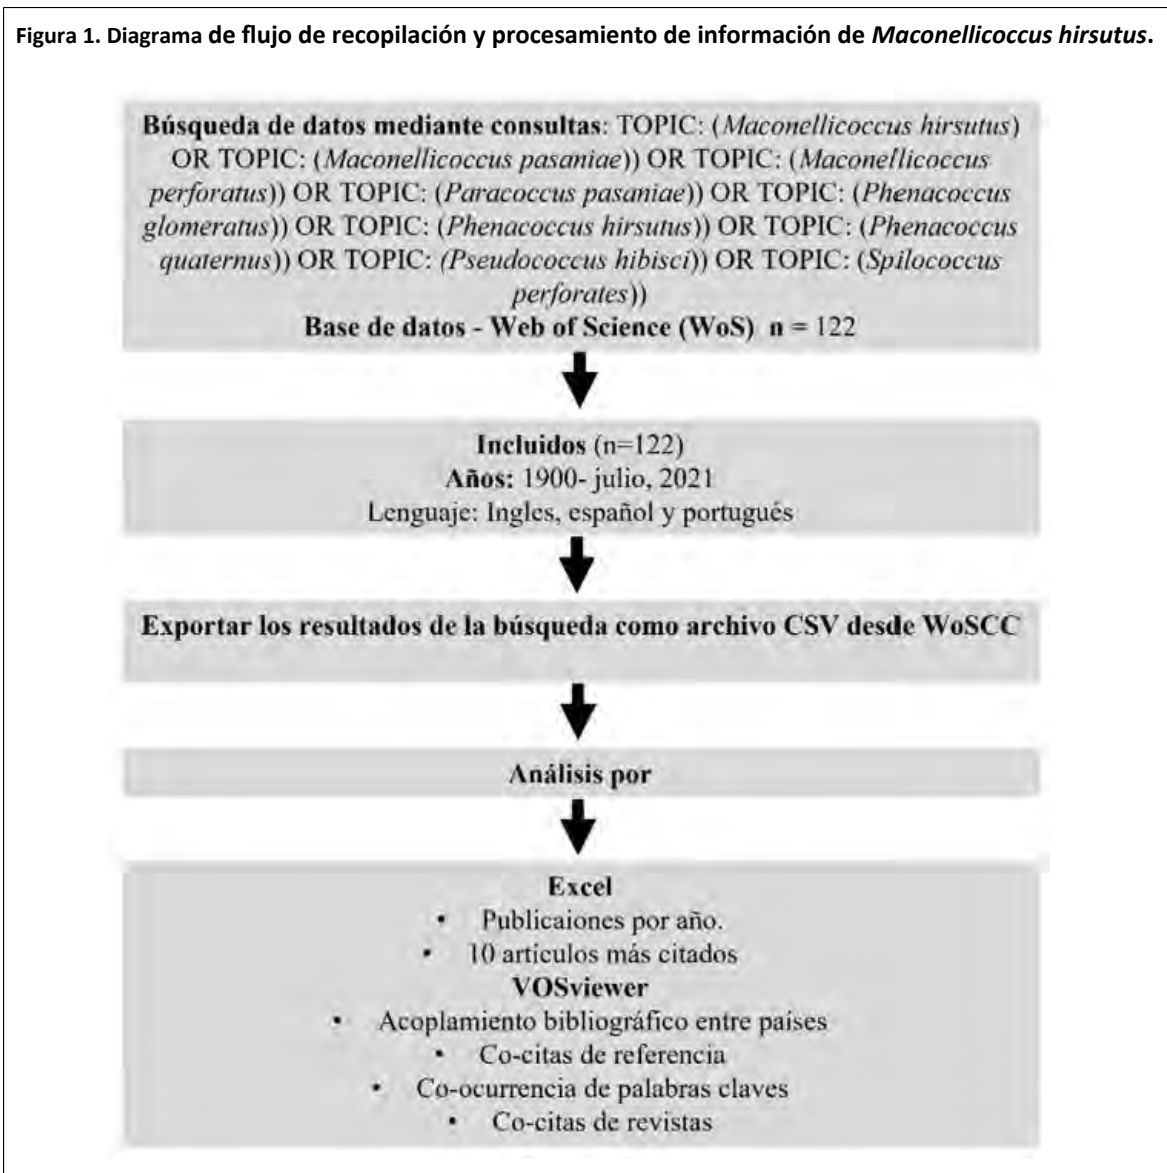 Figura 1. Diagrama de flujo de recopilación y procesamiento de información de Maconellicoccus hirsutus.
Búsqueda de datos mediante consultas: TOPIC: (Maconellicoccus hirsutus)
OR TOPIC: (Maconellicoccus pasaniae)) OR TOPIC: (Maconellicoccus
perforatus)) OR TOPIC: (Paracoccus pasaniae)) OR TOPIC: (Phenacoccus
glomeratus)) OR TOPIC: (Phenacoccus hirsutus)) OR TOPIC: (Phenacoccus
quaternus)) OR TOPIC: (Pseudococcus hibisci)) OR TOPIC: (Spilococcus
perforates))
Base de datos - Web of Science (WoS) n = 122
Incluidos (n=122)
Años: 1900- julio, 2021
Lenguaje: Ingles, español y portugués
Exportar los resultados de la búsqueda como archivo CSV desde WoSCC
Análisis por
Excel
• Publicaiones por año.
• 10 artículos más citados
VOSviewer
• Acoplamiento bibliográfico entre países
• Co-citas de referencia
• Co-ocurrencia de palabras claves
• Co-citas de revistas